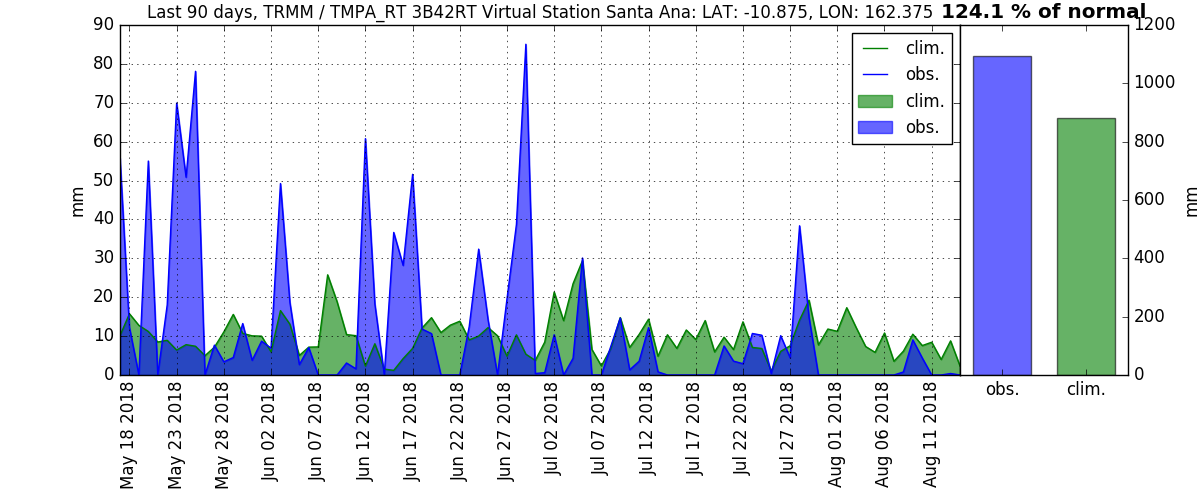 Last 90 days, TRMM / TMPA_RT 3B42RT Virtual Station Santa Ana: LAT: -10.875, LON: 162.375 124.1 % of normal
90
80
70
60
50
40
30
20
10
0
mm
clim.
obs.
clim.
obs.
1200
1000
800
600
400
200
0
mm
obs. clim.
May 18 2018
May 23 2018
May 28 2018
Jun 02 2018
Jun 07 2018
Jun 12 2018
Jun 17 2018
Jun 22 2018
Jun 27 2018
Jul 02 2018
Jul 07 2018
Jul 12 2018
Jul 17 2018
Jul 22 2018
Jul 27 2018
Aug 01 2018
Aug 06 2018
Aug 11 2018